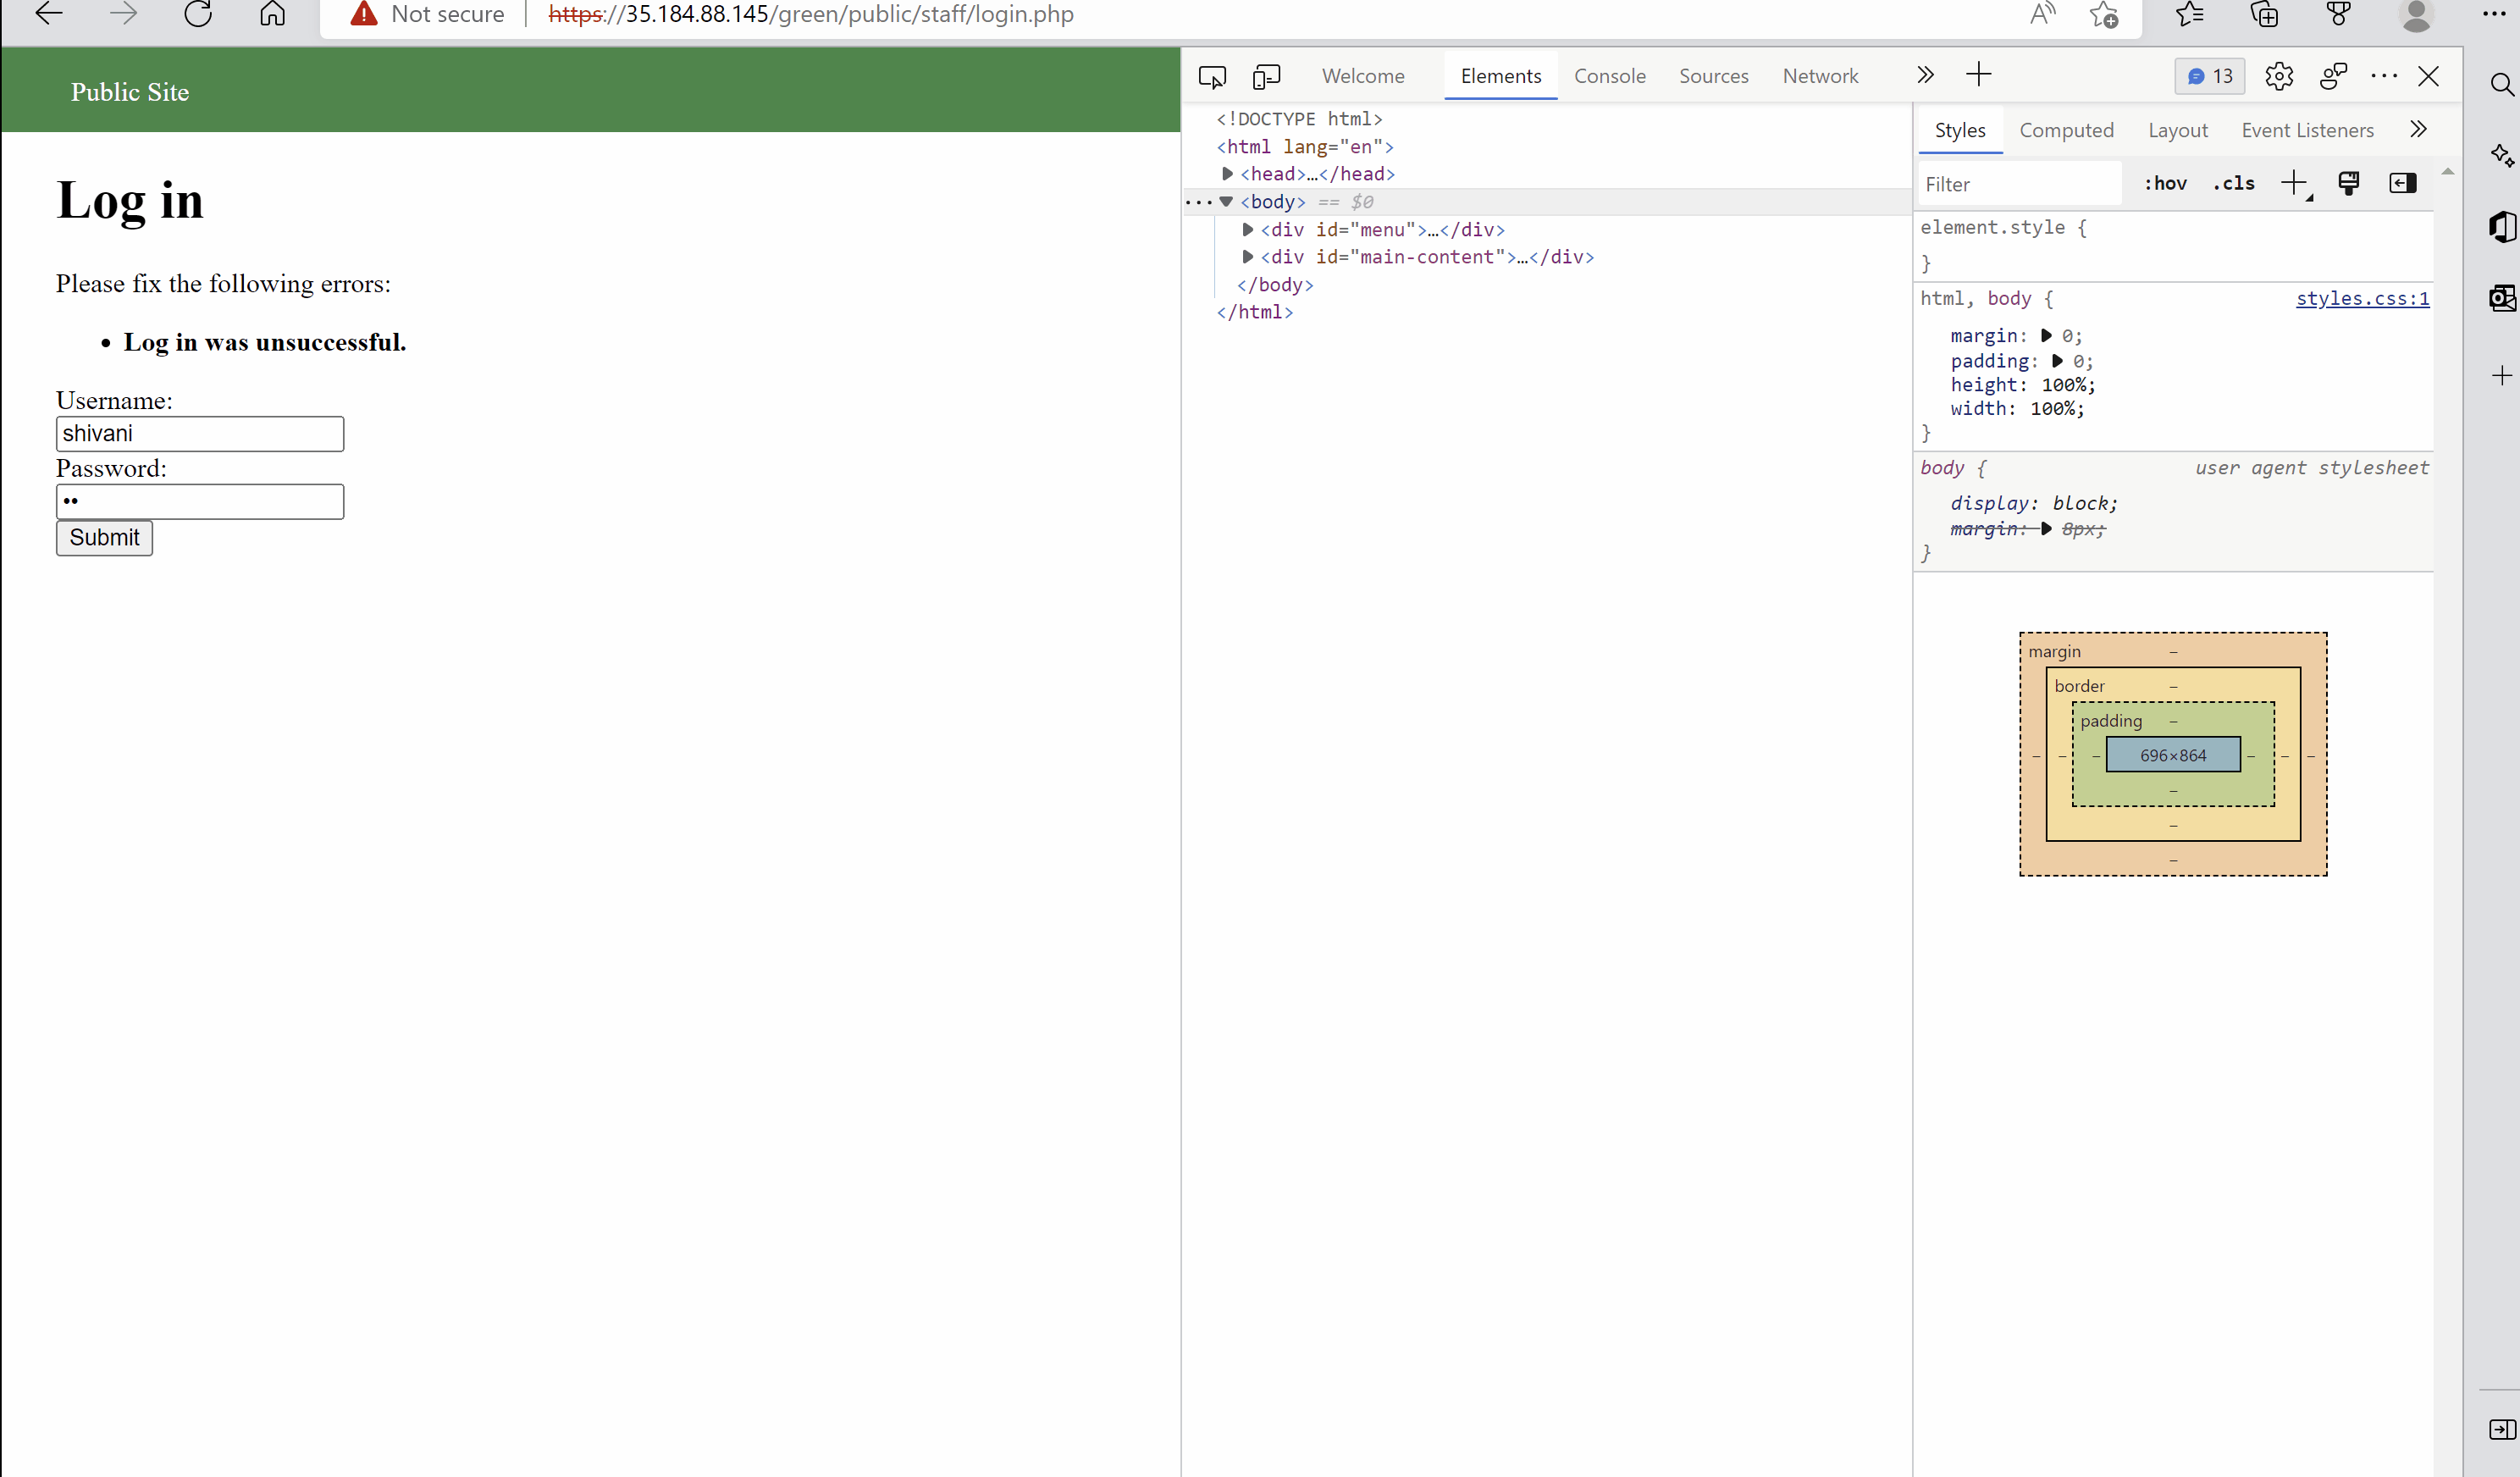 Not secure https://35.184.88.145/green/public/staff/login.php
Public Site
Log in
Please fix the following errors:
• Log in was unsuccessful.
Username:
shivani
Password:
••
Submit
Welcome Elements Console Sources Network 13
<!DOCTYPE html>
<html lang="en">
<head>…</head>
<body> == $0
<div id="menu">…</div>
<div id="main-content">…</div>
</body>
</html>
Styles Computed Layout Event Listeners
Filter :hov .cls
element.style {
}
html, body { styles.css:1
margin: 0;
padding: 0;
height: 100%;
width: 100%;
}
body { user agent stylesheet
display: block;
margin: 8px;
}
margin –
border –
padding –
– – – 696×864 – – –
–
–
–